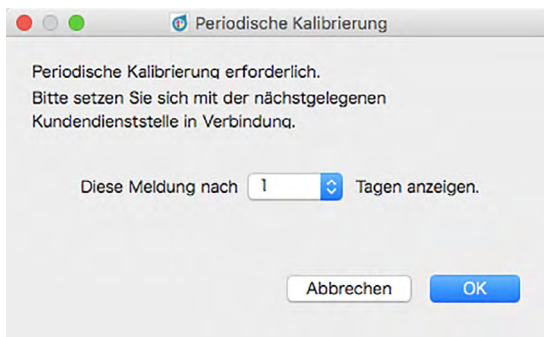 Periodische Kalibrierung
Periodische Kalibrierung erforderlich.
Bitte setzen Sie sich mit der nächstgelegenen
Kundendienststelle in Verbindung.
Diese Meldung nach 1 Tagen anzeigen.
Abbrechen OK